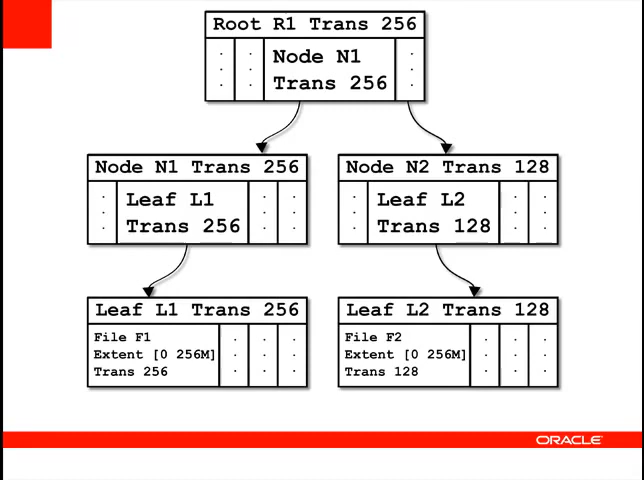 Root R1 Trans 256
Node N1
Trans 256
Node N1 Trans 256
Leaf L1
Trans 256
Node N2 Trans 128
Leaf L2
Trans 128
Leaf L1 Trans 256
File F1
Extent [0 256M]
Trans 256
Leaf L2 Trans 128
File F2
Extent [0 256M]
Trans 128
ORACLE